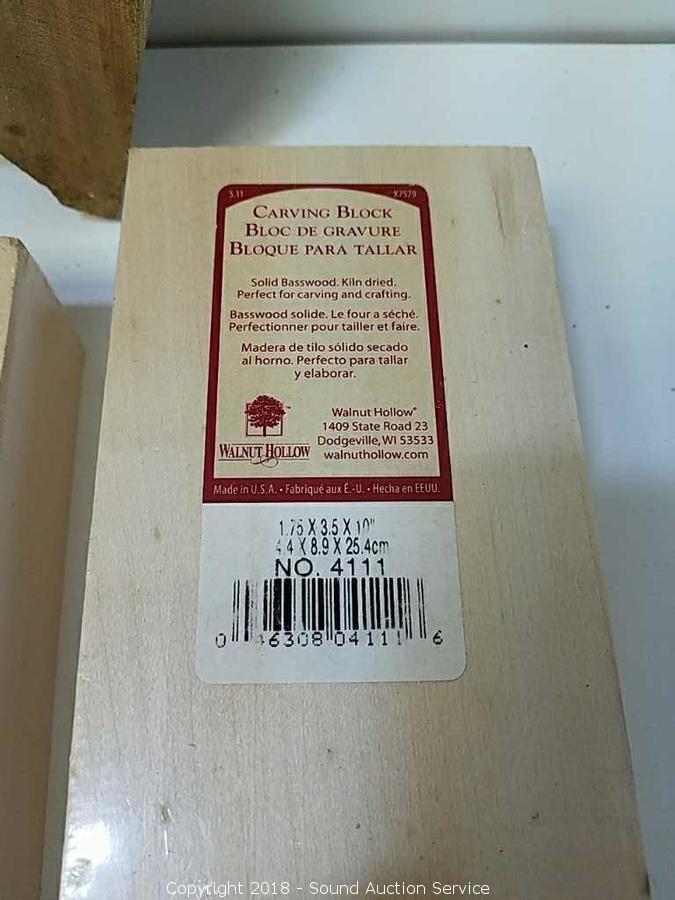 3.11 X7579
CARVING BLOCK
BLOC DE GRAVURE
BLOQUE PARA TALLAR
Solid Basswood. Kiln dried.
Perfect for carving and crafting.
Basswood solide. Le four a séché.
Perfectionner pour tailler et faire.
Madera de tilo sólido secado
al horno. Perfecto para tallar
y elaborar.
WALNUT HOLLOW
Walnut Hollow®
1409 State Road 23
Dodgeville, WI 53533
walnuthollow.com
Made in U.S.A. • Fabriqué aux É.-U. • Hecha en EEUU.
1.75 X 3.5 X 10"
4.4 X 8.9 X 25.4cm
NO. 4111
0 46308 04111 6
Copyright 2018 - Sound Auction Service